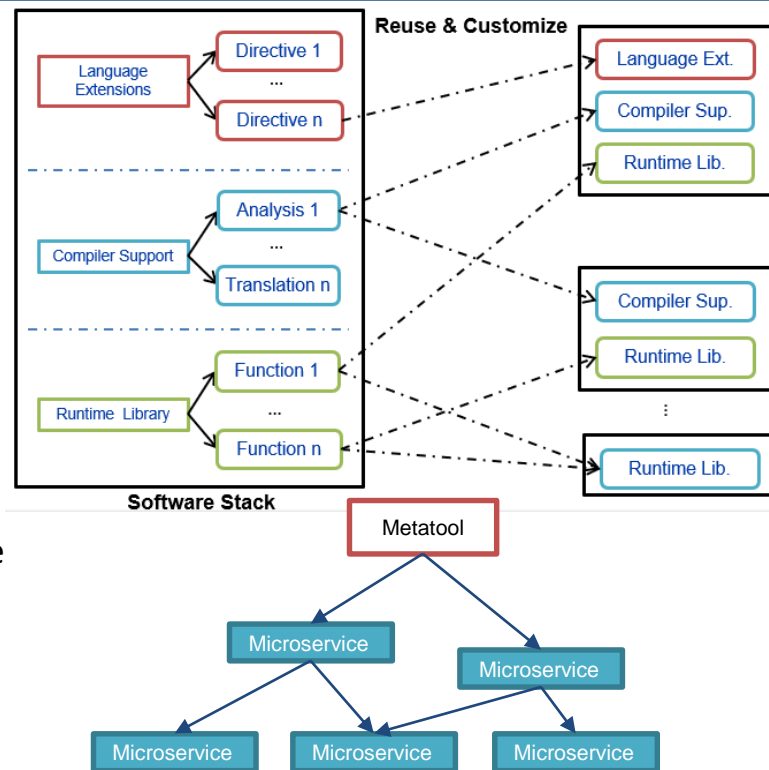 Reuse & Customize
Language
Extensions
Directive 1
...
Directive n
Compiler Support
Analysis 1
...
Translation n
Runtime Library
Function 1
...
Function n
Software Stack
Language Ext.
Compiler Sup.
Runtime Lib.
Compiler Sup.
Runtime Lib.
...
Runtime Lib.
e
Metatool
Microservice
Microservice
Microservice
Microservice
Microservice